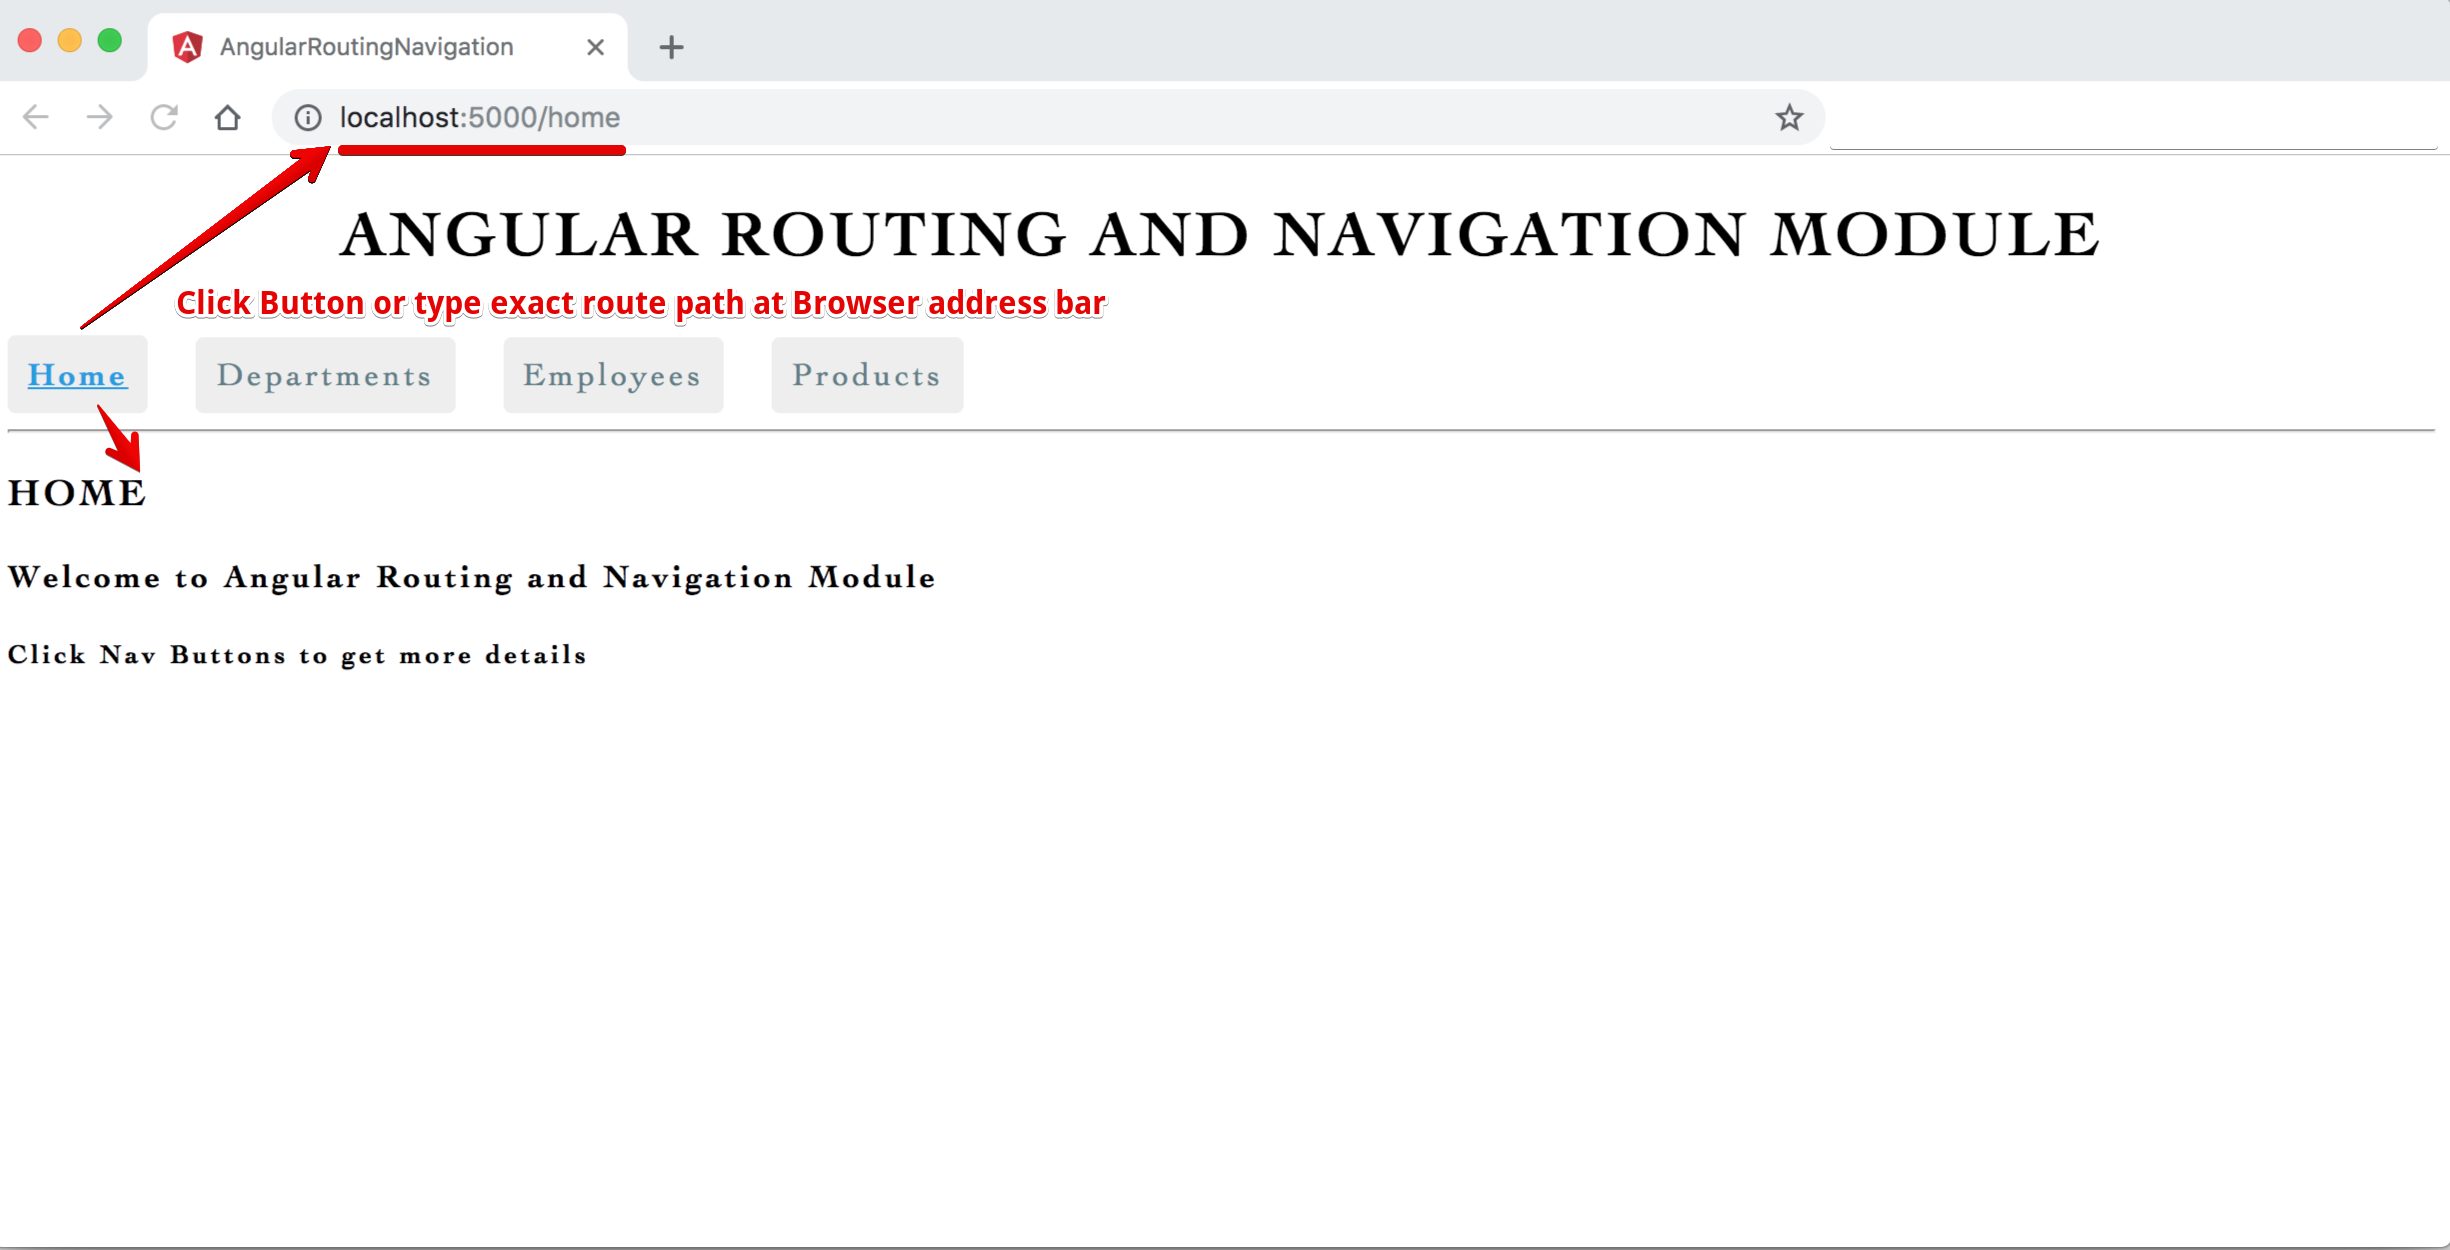 AngularRoutingNavigation
localhost:5000/home
ANGULAR ROUTING AND NAVIGATION MODULE
Click Button or type exact route path at Browser address bar
Home Departments Employees Products
HOME
Welcome to Angular Routing and Navigation Module
Click Nav Buttons to get more details